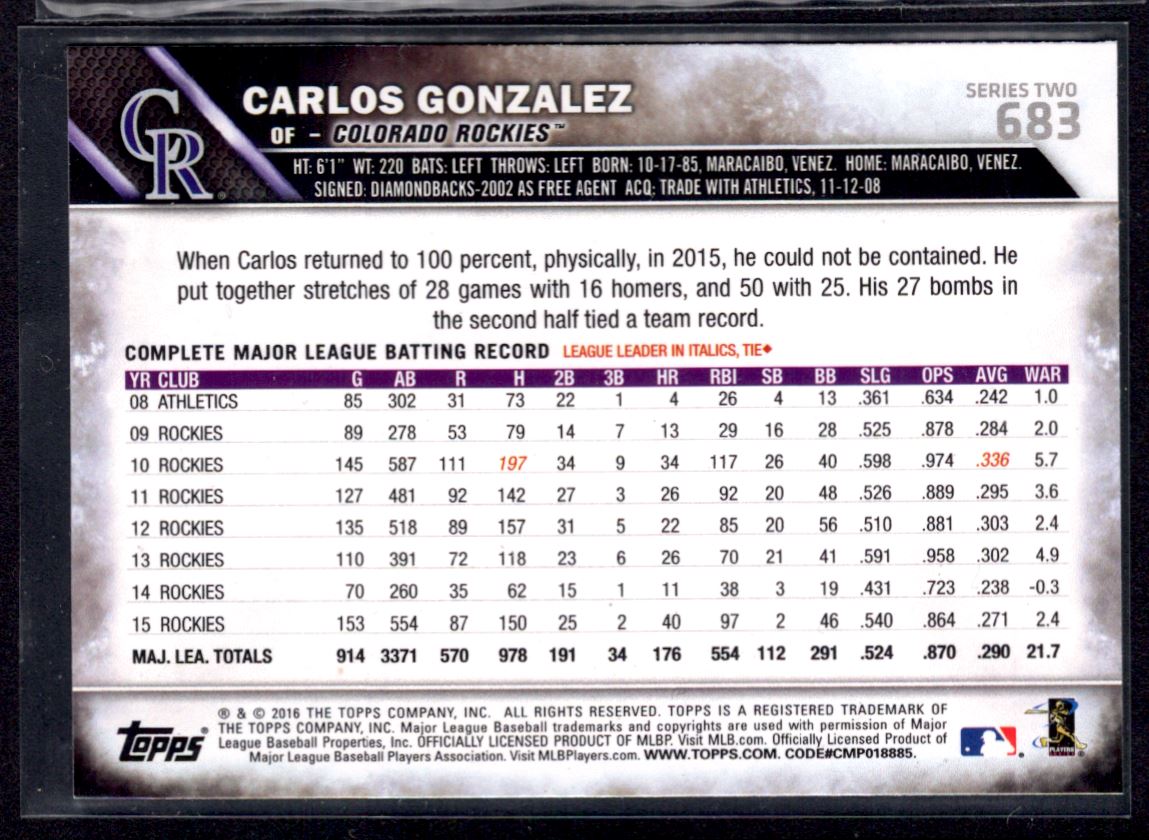 CR
CARLOS GONZALEZ
OF - COLORADO ROCKIES™
SERIES TWO
683
HT: 6'1" WT: 220 BATS: LEFT THROWS: LEFT BORN: 10-17-85, MARACAIBO, VENEZ. HOME: MARACAIBO, VENEZ.
SIGNED: DIAMONDBACKS-2002 AS FREE AGENT ACQ: TRADE WITH ATHLETICS, 11-12-08
When Carlos returned to 100 percent, physically, in 2015, he could not be contained. He
put together stretches of 28 games with 16 homers, and 50 with 25. His 27 bombs in
the second half tied a team record.
COMPLETE MAJOR LEAGUE BATTING RECORD LEAGUE LEADER IN ITALICS, TIE◆
YR CLUB G AB R H 2B 3B HR RBI SB BB SLG OPS AVG WAR
08 ATHLETICS 85 302 31 73 22 1 4 26 4 13 .361 .634 .242 1.0
09 ROCKIES 89 278 53 79 14 7 13 29 16 28 .525 .878 .284 2.0
10 ROCKIES 145 587 111 197 34 9 34 117 26 40 .598 .974 .336 5.7
11 ROCKIES 127 481 92 142 27 3 26 92 20 48 .526 .889 .295 3.6
12 ROCKIES 135 518 89 157 31 5 22 85 20 56 .510 .881 .303 2.4
13 ROCKIES 110 391 72 118 23 6 26 70 21 41 .591 .958 .302 4.9
14 ROCKIES 70 260 35 62 15 1 11 38 3 19 .431 .723 .238 -0.3
15 ROCKIES 153 554 87 150 25 2 40 97 2 46 .540 .864 .271 2.4
MAJ. LEA. TOTALS 914 3371 570 978 191 34 176 554 112 291 .524 .870 .290 21.7
Topps®
® & © 2016 THE TOPPS COMPANY, INC. ALL RIGHTS RESERVED. TOPPS IS A REGISTERED TRADEMARK OF
THE TOPPS COMPANY, INC. Major League Baseball trademarks and copyrights are used with permission of Major
League Baseball Properties, Inc. OFFICIALLY LICENSED PRODUCT OF MLBP. Visit MLB.com. Officially Licensed Product of
Major League Baseball Players Association. Visit MLBPlayers.com. WWW.TOPPS.COM. CODE#CMP018885.